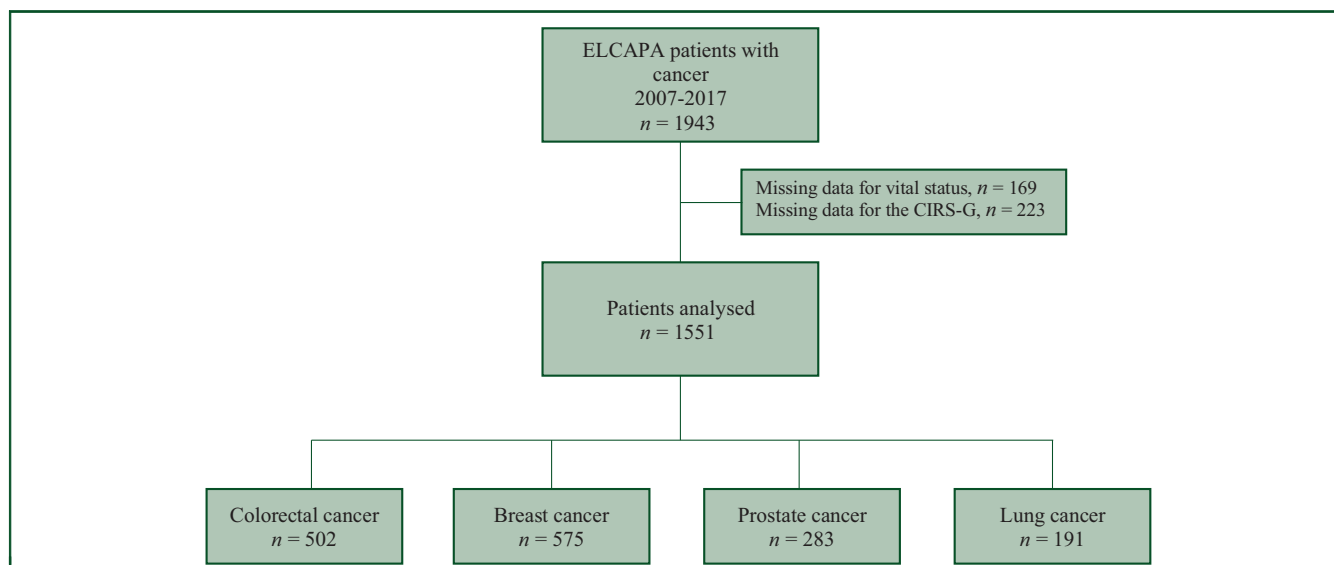 ELCAPA patients with
cancer
2007-2017
n = 1943
Missing data for vital status, n = 169
Missing data for the CIRS-G, n = 223
Patients analysed
n = 1551
Colorectal cancer
n = 502
Breast cancer
n = 575
Prostate cancer
n = 283
Lung cancer
n = 191